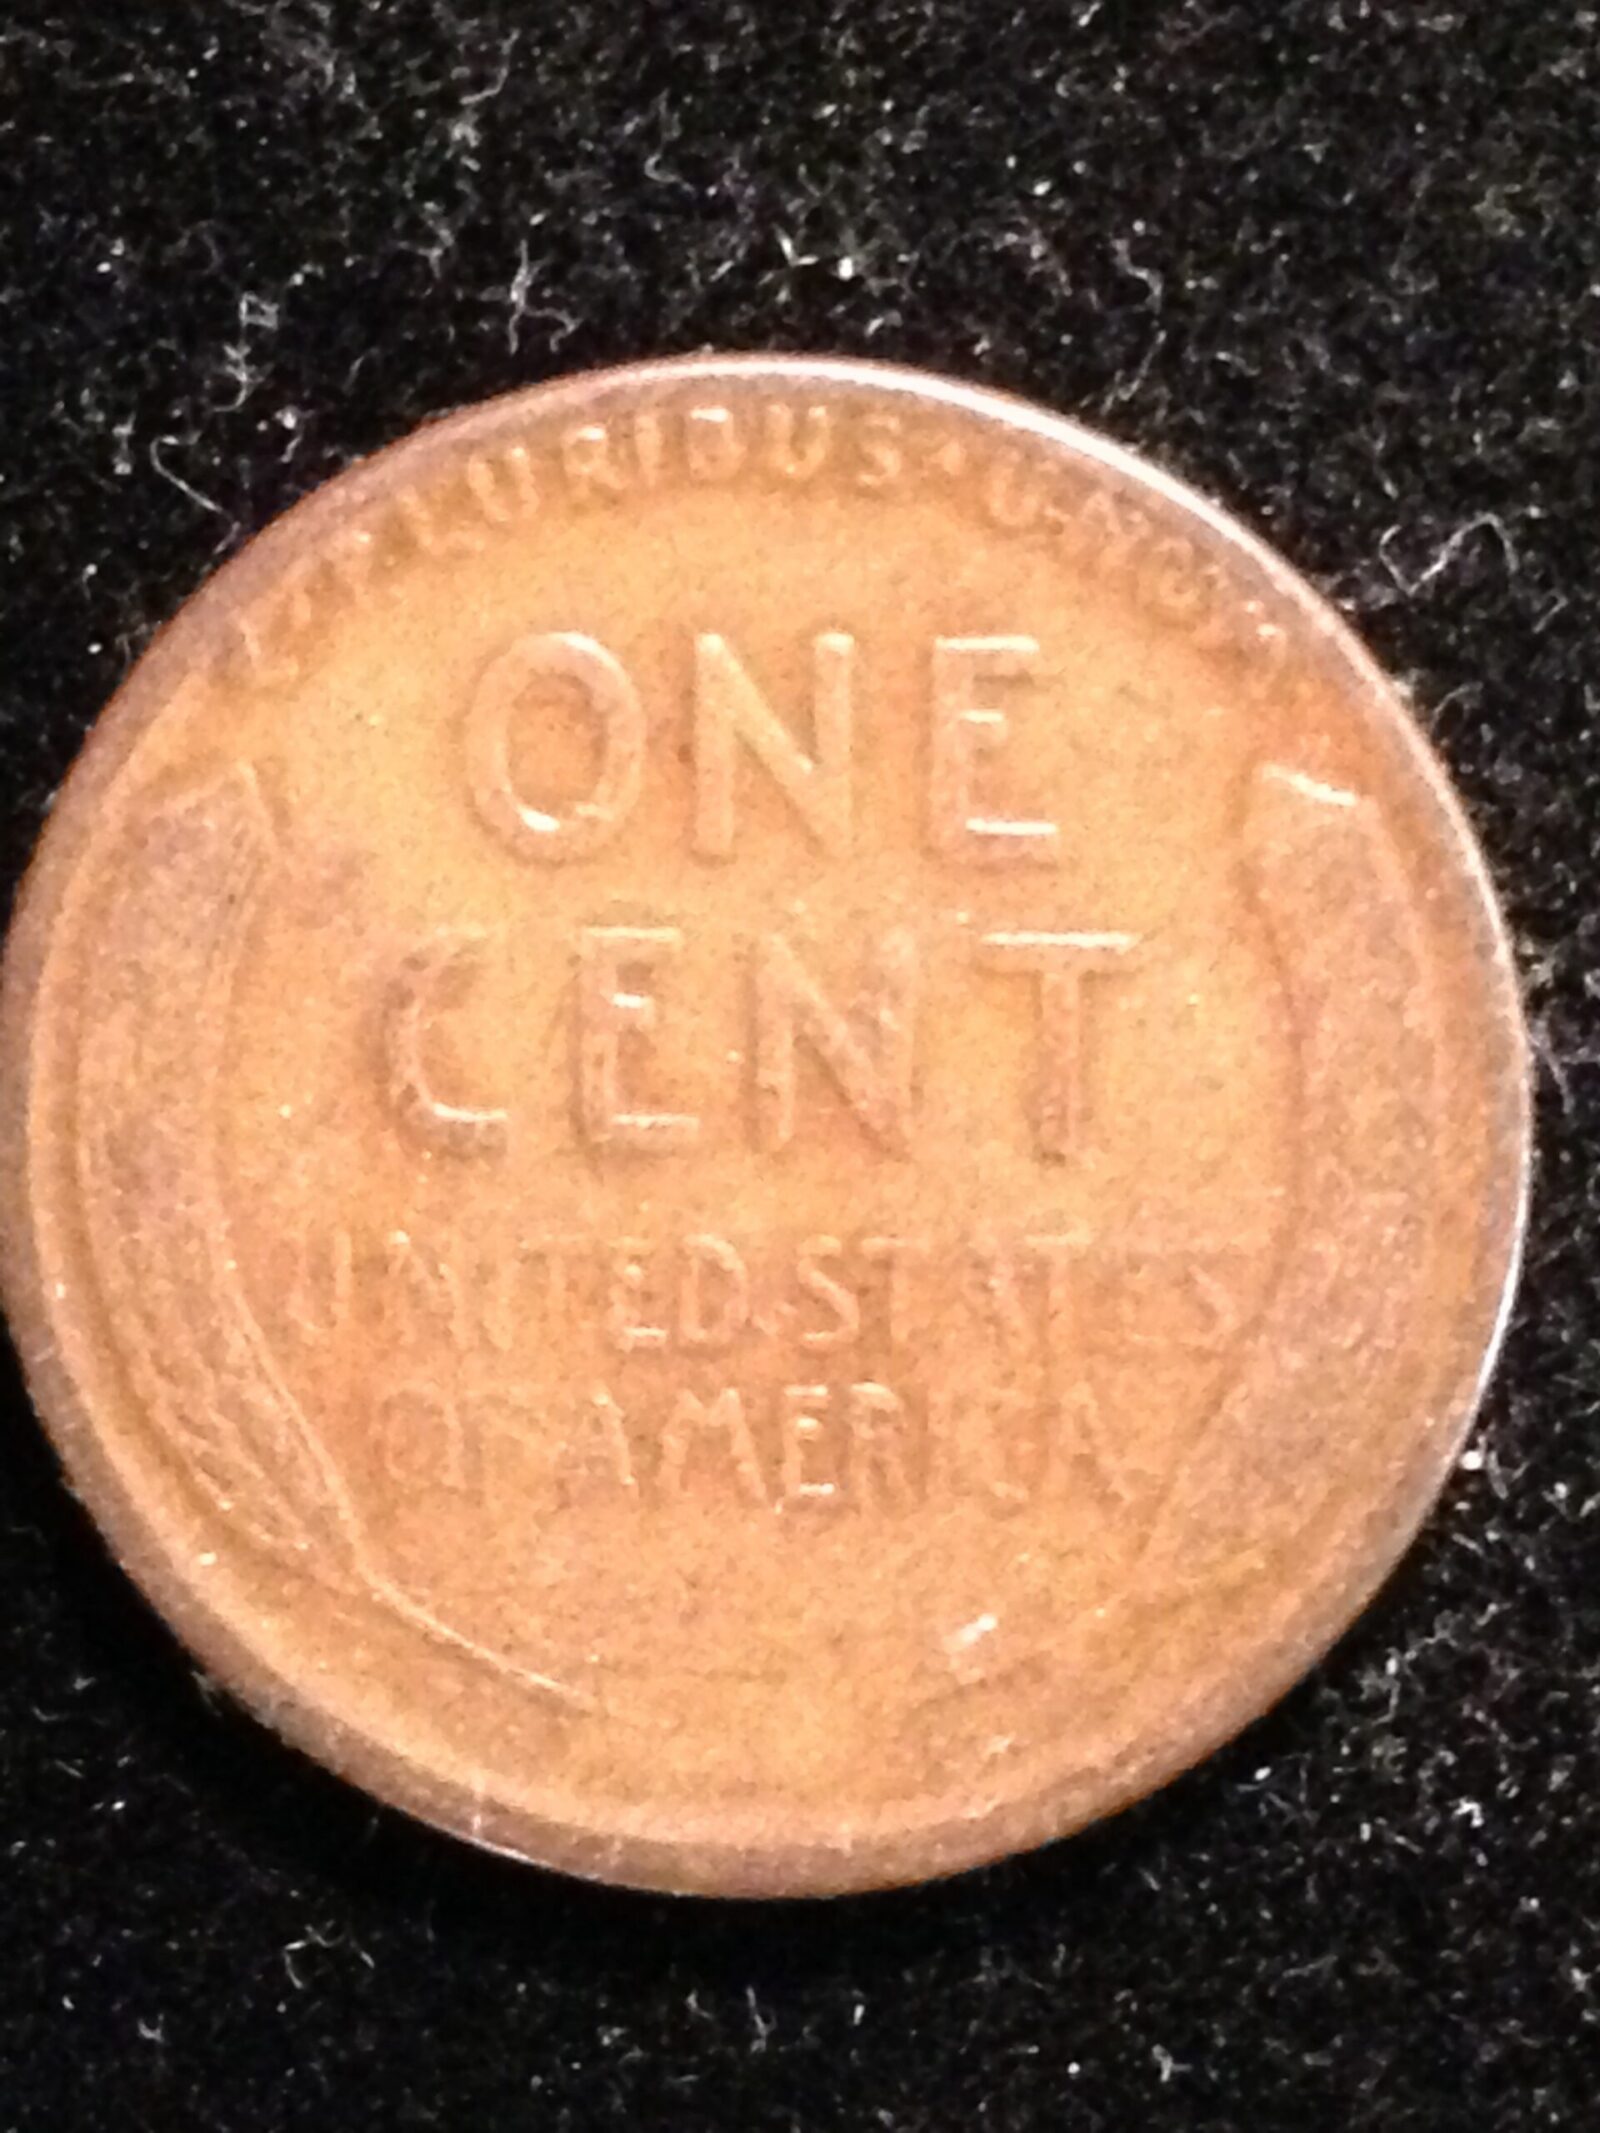 E · PLURIBUS · UNUM
ONE
CENT
UNITED·STATES
OF AMERICA